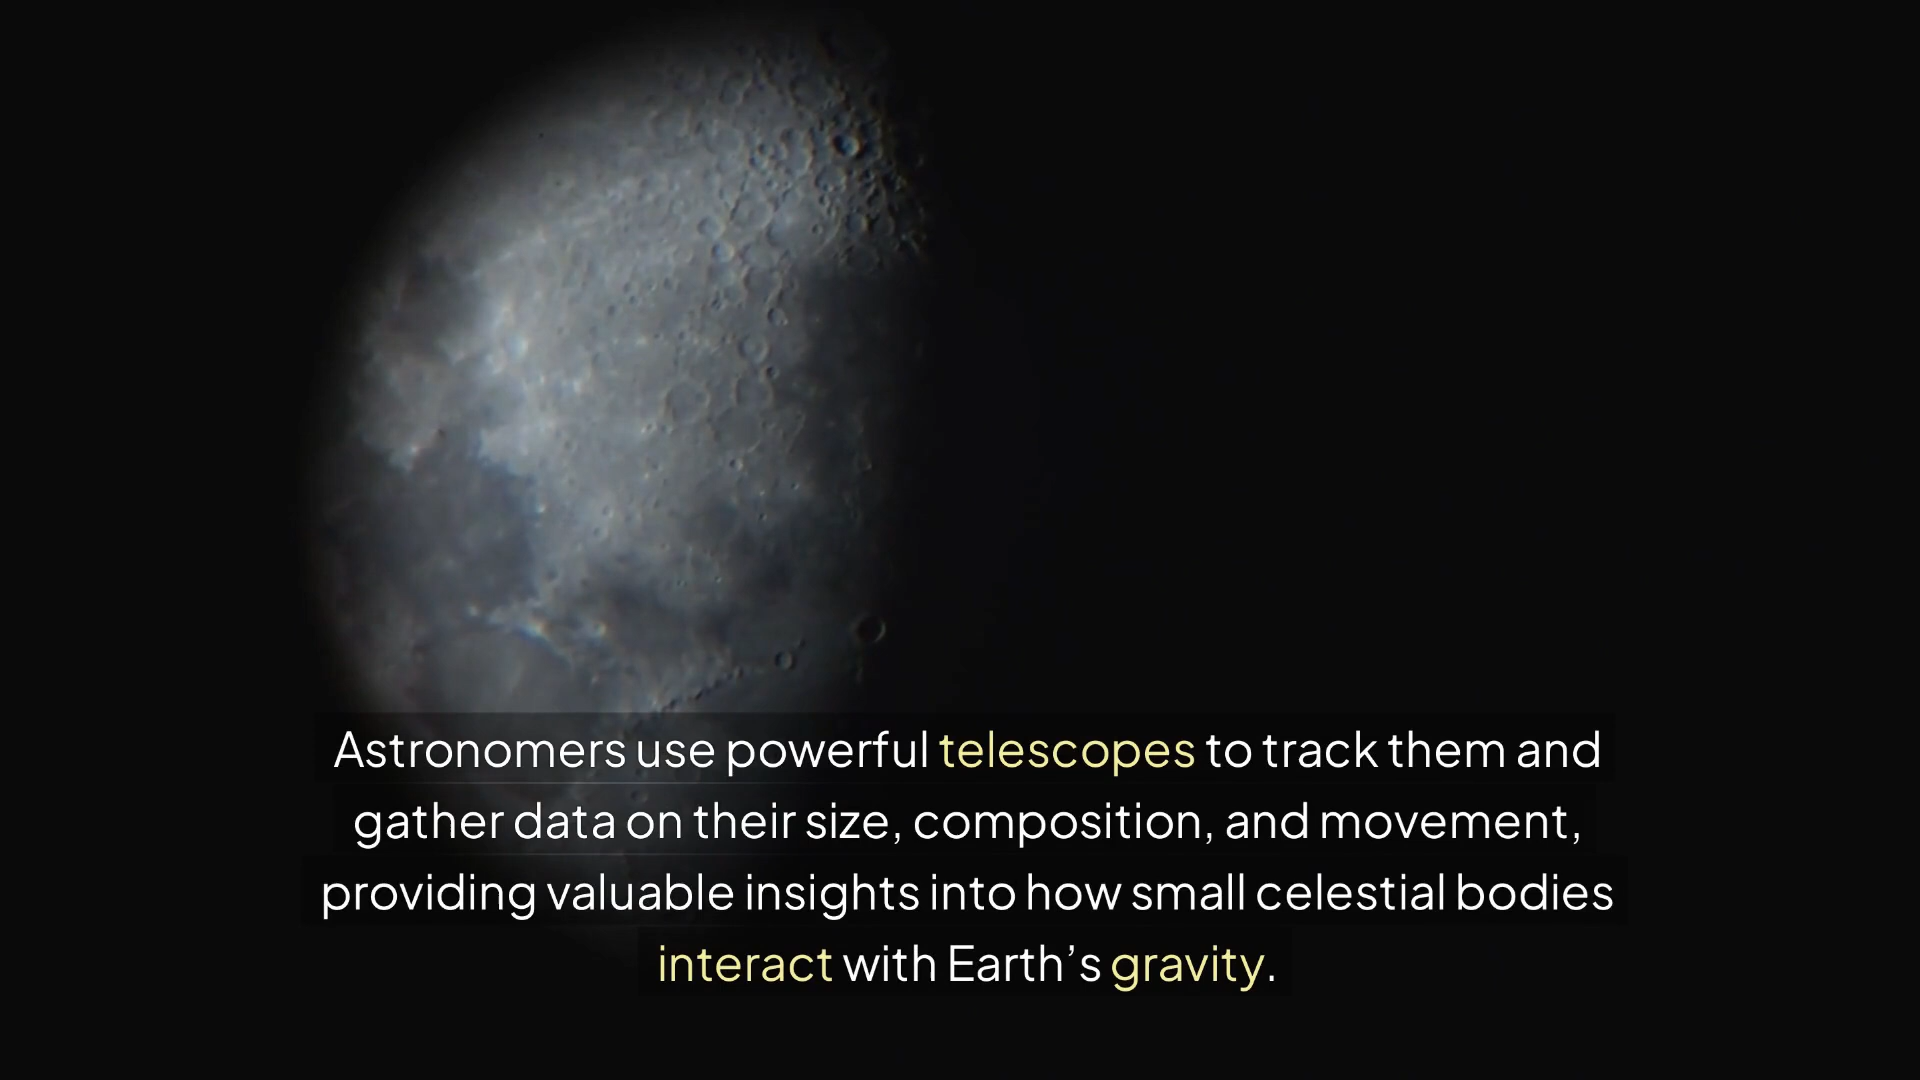 Astronomers use powerful telescopes to track them and
gather data on their size, composition, and movement,
providing valuable insights into how small celestial bodies
interact with Earth’s gravity.